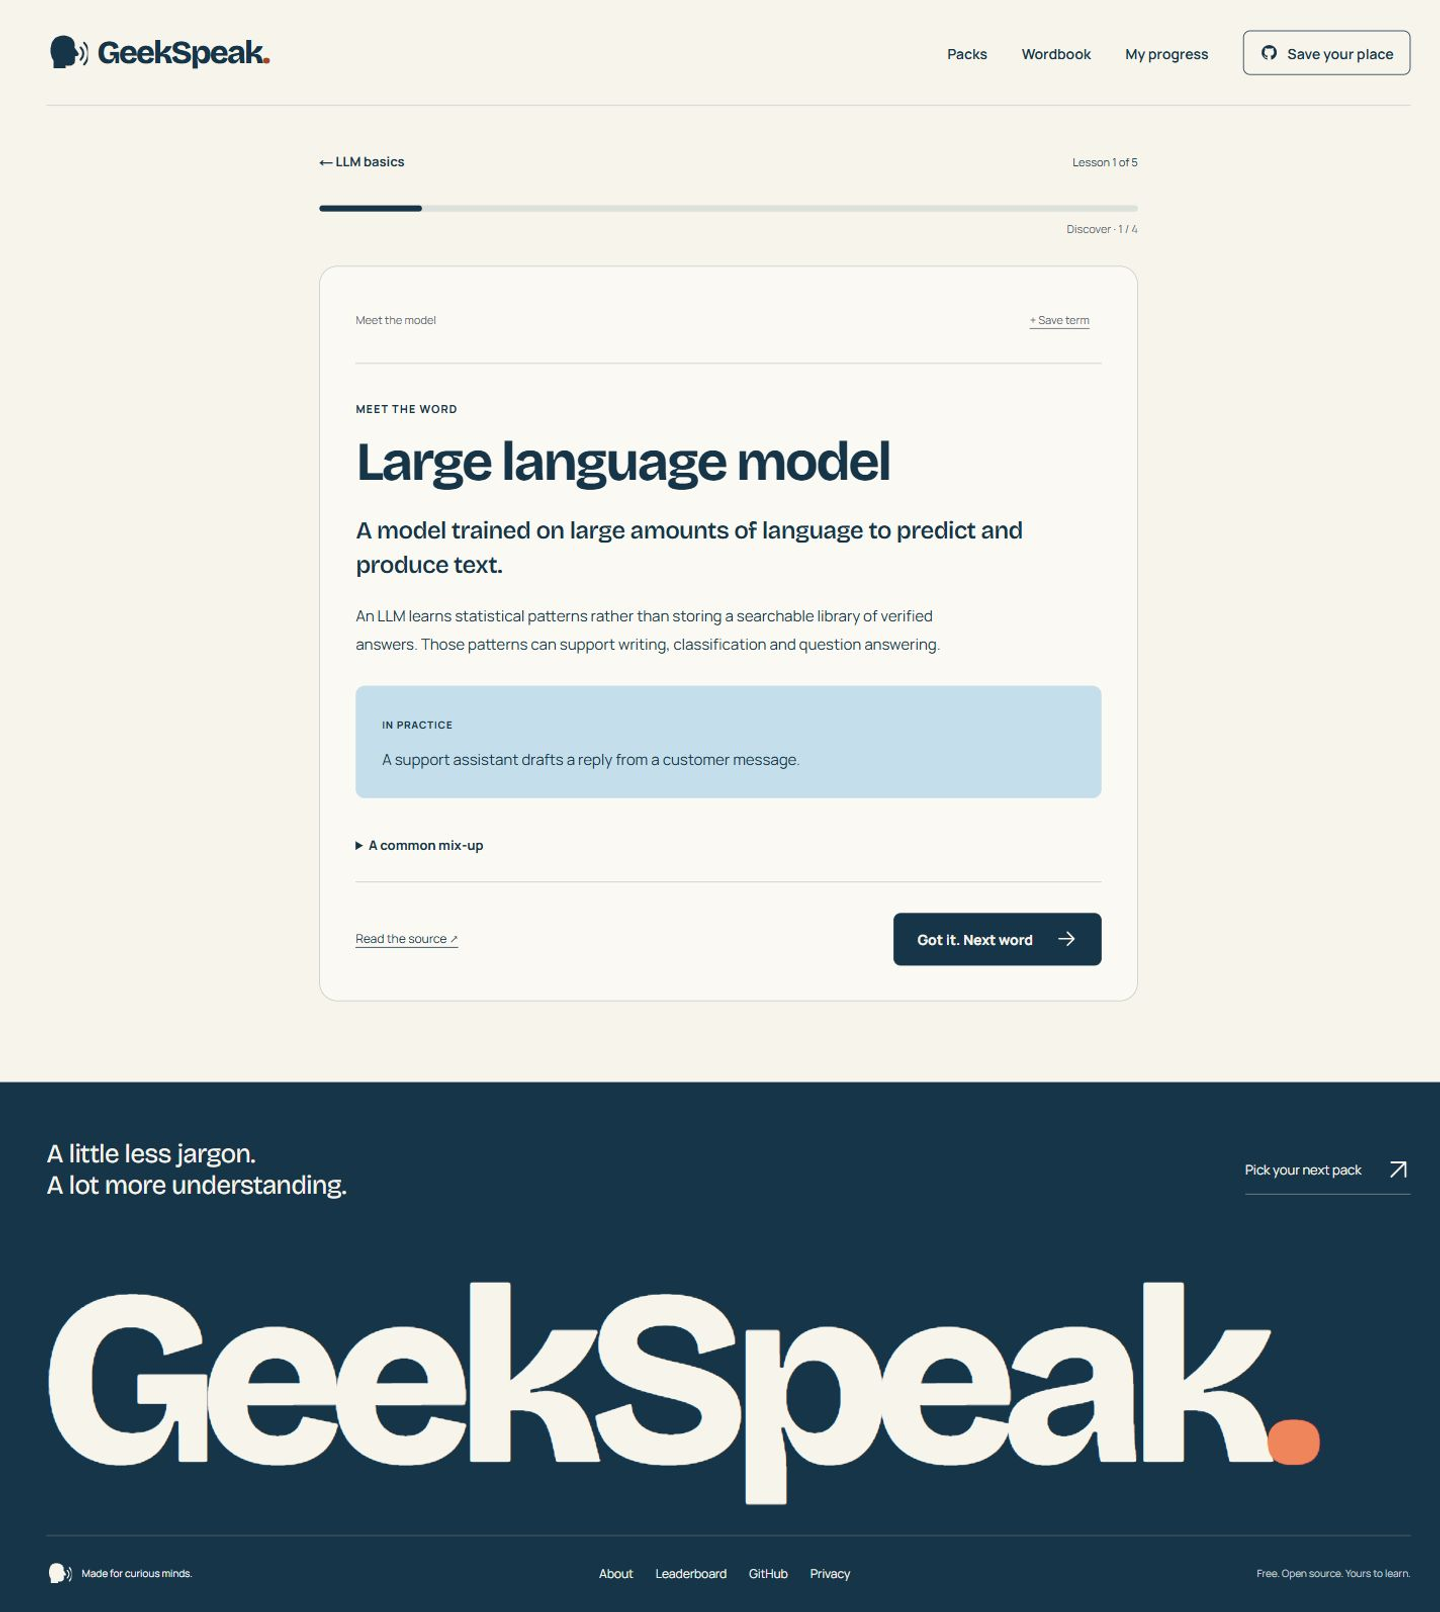 GeekSpeak.
Packs
Wordbook
My progress
Save your place
← LLM basics
Lesson 1 of 5
Discover · 1 / 4
Meet the model
+ Save term
MEET THE WORD
Large language model
A model trained on large amounts of language to predict and
produce text.
An LLM learns statistical patterns rather than storing a searchable library of verified
answers. Those patterns can support writing, classification and question answering.
IN PRACTICE
A support assistant drafts a reply from a customer message.
▶ A common mix-up
Read the source ↗
Got it. Next word →
A little less jargon.
A lot more understanding.
Pick your next pack ↗
GeekSpeak.
Made for curious minds.
About
Leaderboard
GitHub
Privacy
Free. Open source. Yours to learn.